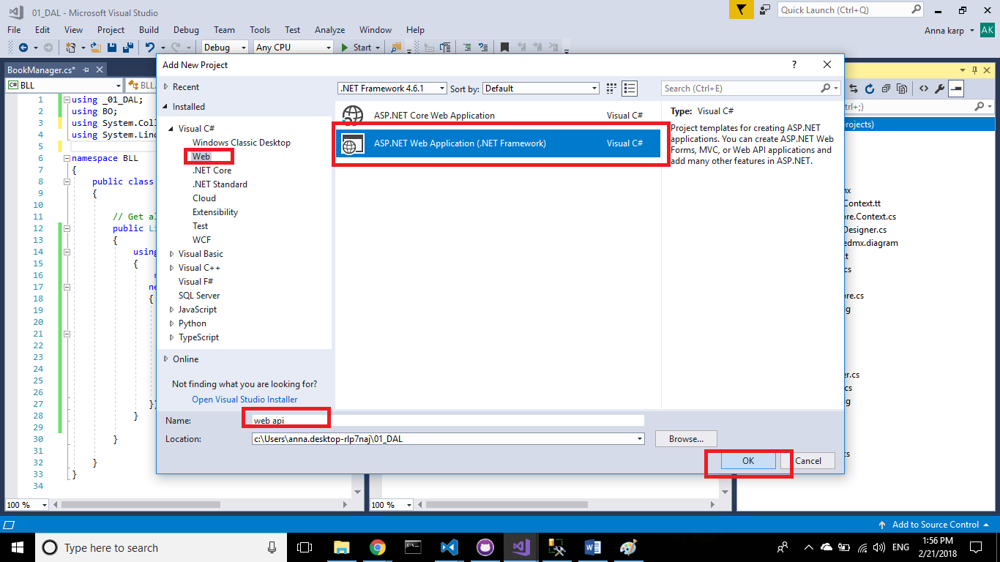 01_DAL - Microsoft Visual Studio
Quick Launch (Ctrl+Q)
File Edit View Project Build Debug Team Tools Test Analyze Window Help
Anna karp AK
Debug Any CPU Start
BookManager.cs*
BLL
BLL.
1 using _01_DAL;
2 using BO;
3 using System.Coll
4 using System.Linq
5
6 namespace BLL
7 {
8 public class
9 {
10
11 // Get al
12 public Li
13 {
14 using
15 {
16
17 ne
18 {
19
20
21
22
23
24
25
26
27 })
28 }
29
30 }
31
32 }
33 }
34
100 %
100 %
Add New Project
?
Recent
Installed
Visual C#
Windows Classic Desktop
Web
.NET Core
.NET Standard
Cloud
Extensibility
Test
WCF
Visual Basic
Visual C++
Visual F#
SQL Server
JavaScript
Python
TypeScript
Online
Not finding what you are looking for?
Open Visual Studio Installer
.NET Framework 4.6.1 Sort by: Default
Search (Ctrl+E)
ASP.NET Core Web Application Visual C#
ASP.NET Web Application (.NET Framework) Visual C#
Type: Visual C#
Project templates for creating ASP.NET
applications. You can create ASP.NET Web
Forms, MVC, or Web API applications and
add many other features in ASP.NET.
Name: web api
Location: c:\Users\anna.desktop-rlp7naj\01_DAL
Browse...
OK Cancel
trl+;)
rojects)
nx
Context.tt
ore.Context.cs
Designer.cs
edmx.diagram
tt
cs
ore.cs
ig
er.cs
cs
ig
cs
Add to Source Control
Type here to search
ENG
1:56 PM
2/21/2018